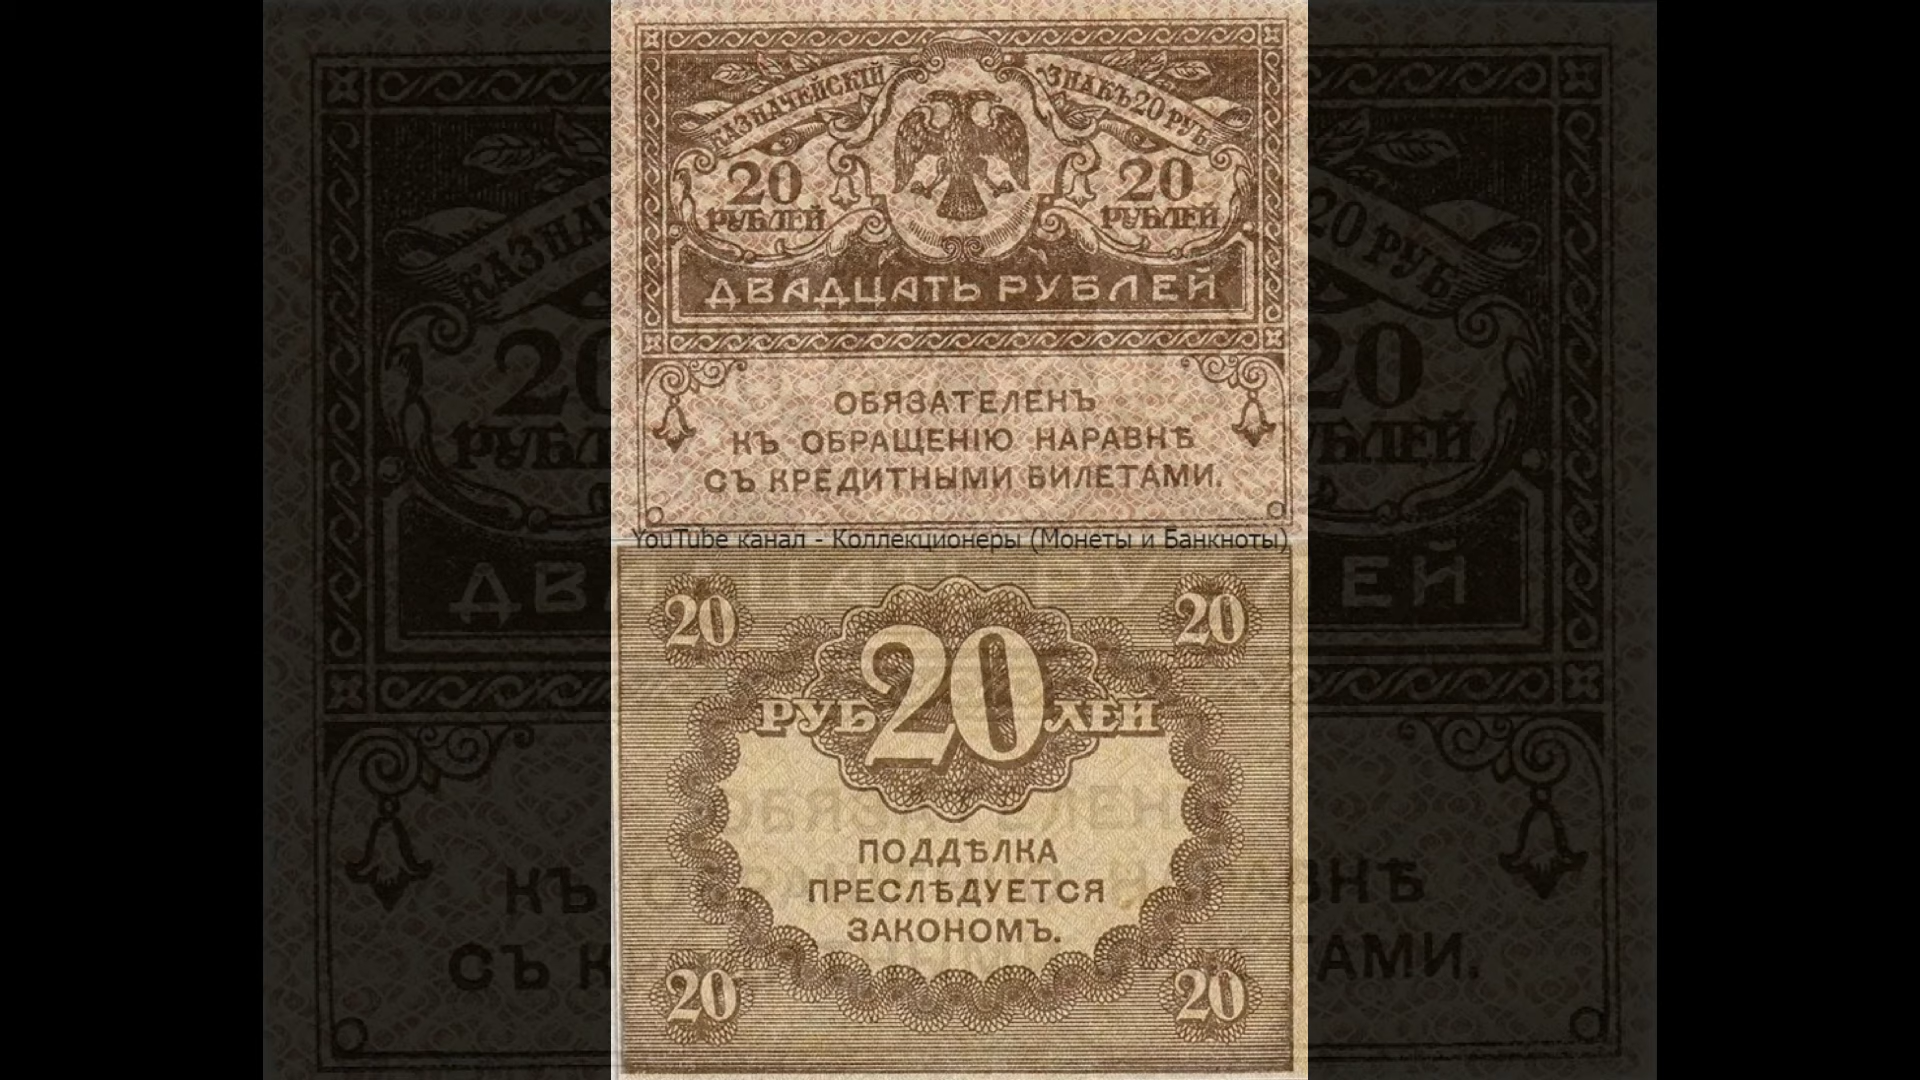 КАЗНАЧЕЙСКІЙ ЗНАКЪ 20 РУБ
20 РУБЛЕЙ
20 РУБЛЕЙ
ДВАДЦАТЬ РУБЛЕЙ
ОБЯЗАТЕЛЕНЪ
КЪ ОБРАЩЕНІЮ НАРАВНѢ
СЪ КРЕДИТНЫМИ БИЛЕТАМИ.
YouTube канал - Коллекционеры (Монеты и Банкноты)
20 20
РУБ 20 ЛЕЙ
ПОДДѢЛКА
ПРЕСЛѢДУЕТСЯ
ЗАКОНОМЪ.
20 20